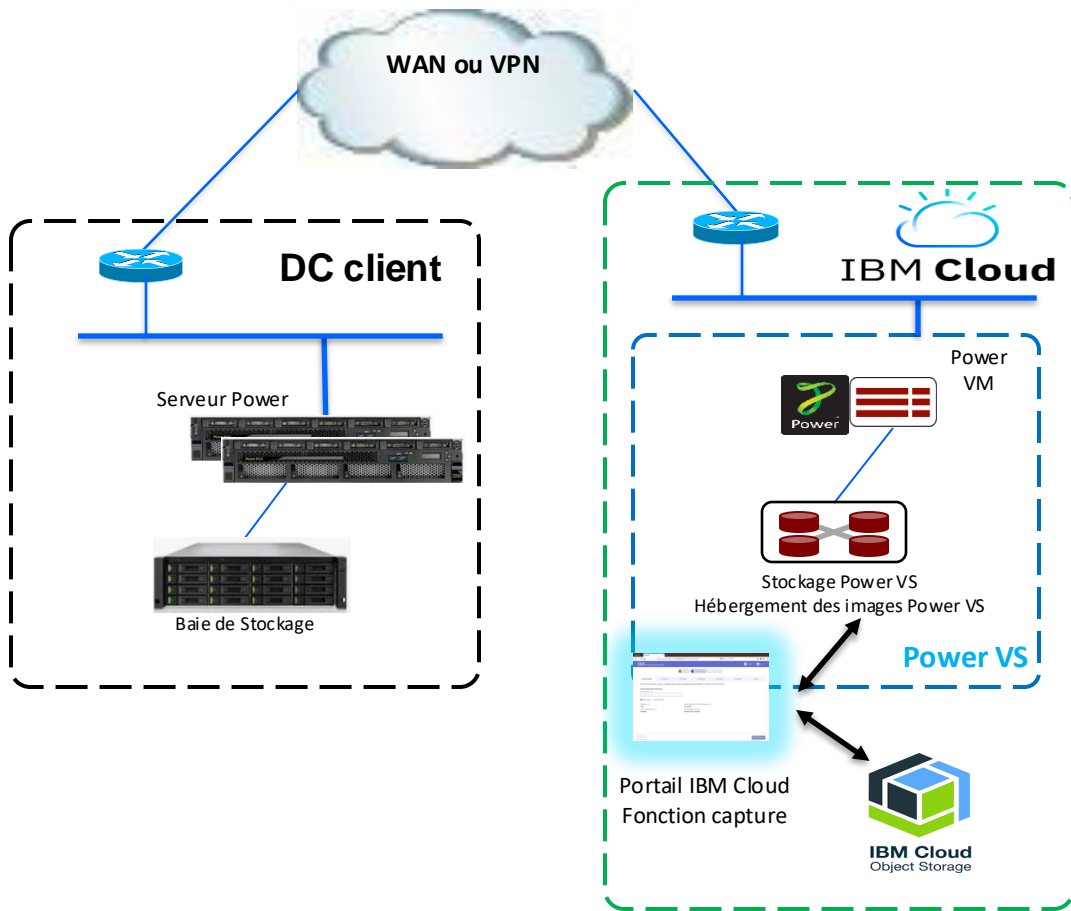 WAN ou VPN
DC client
IBM Cloud
Serveur Power
Baie de Stockage
Power
VM
Power
Stockage Power VS
Hébergement des images Power VS
Power VS
Portail IBM Cloud
Fonction capture
IBM Cloud
Object Storage